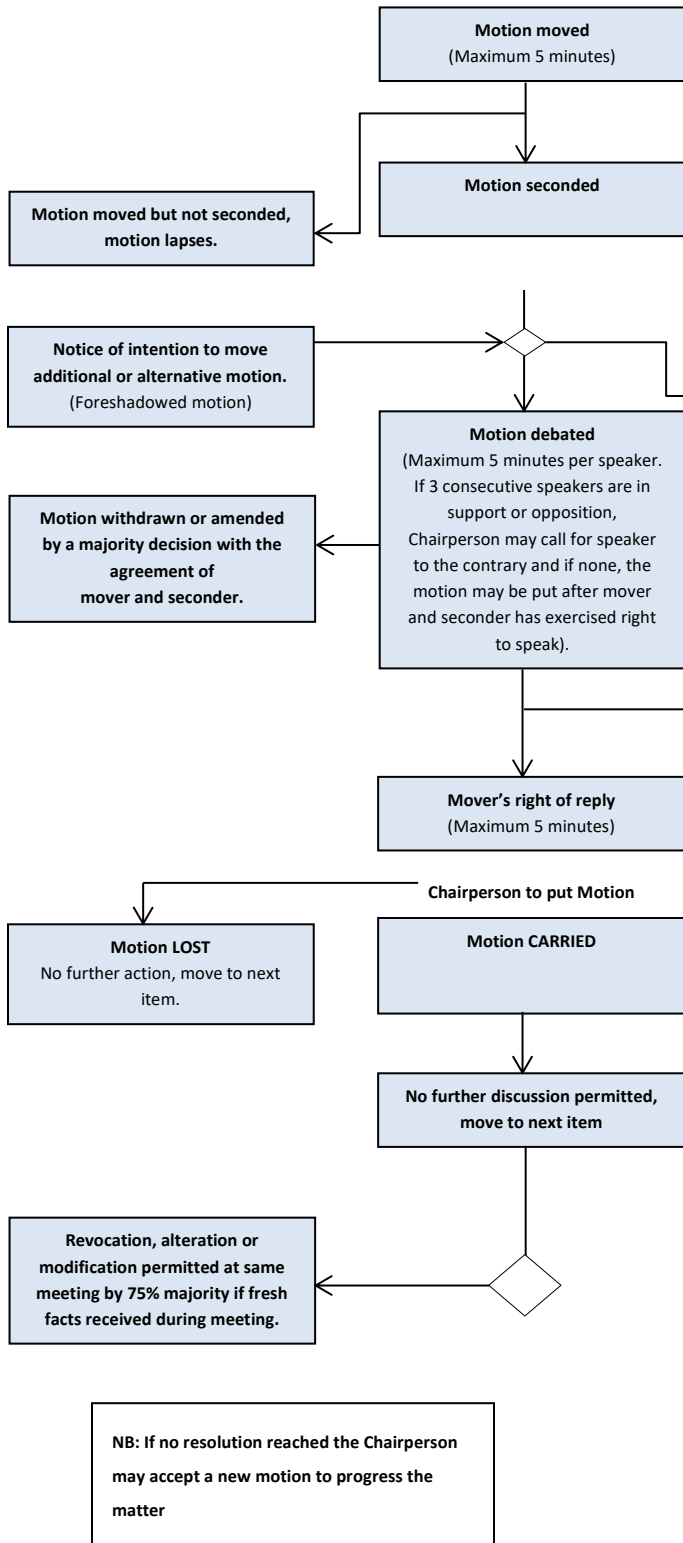 Motion moved
(Maximum 5 minutes)
Motion seconded
Motion moved but not seconded,
motion lapses.
Notice of intention to move
additional or alternative motion.
(Foreshadowed motion)
Motion debated
(Maximum 5 minutes per speaker.
If 3 consecutive speakers are in
support or opposition,
Chairperson may call for speaker
to the contrary and if none, the
motion may be put after mover
and seconder has exercised right
to speak).
Motion withdrawn or amended
by a majority decision with the
agreement of
mover and seconder.
Mover’s right of reply
(Maximum 5 minutes)
Chairperson to put Motion
Motion LOST
No further action, move to next
item.
Motion CARRIED
No further discussion permitted,
move to next item
Revocation, alteration or
modification permitted at same
meeting by 75% majority if fresh
facts received during meeting.
NB: If no resolution reached the Chairperson
may accept a new motion to progress the
matter